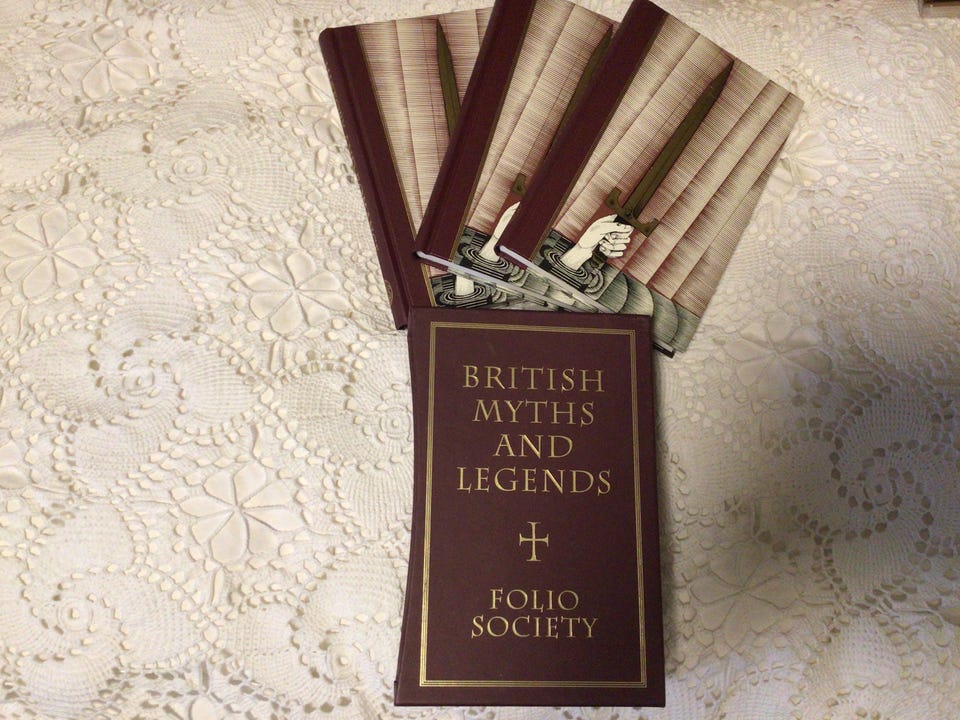 BRITISH
MYTHS
AND
LEGENDS
FOLIO
SOCIETY